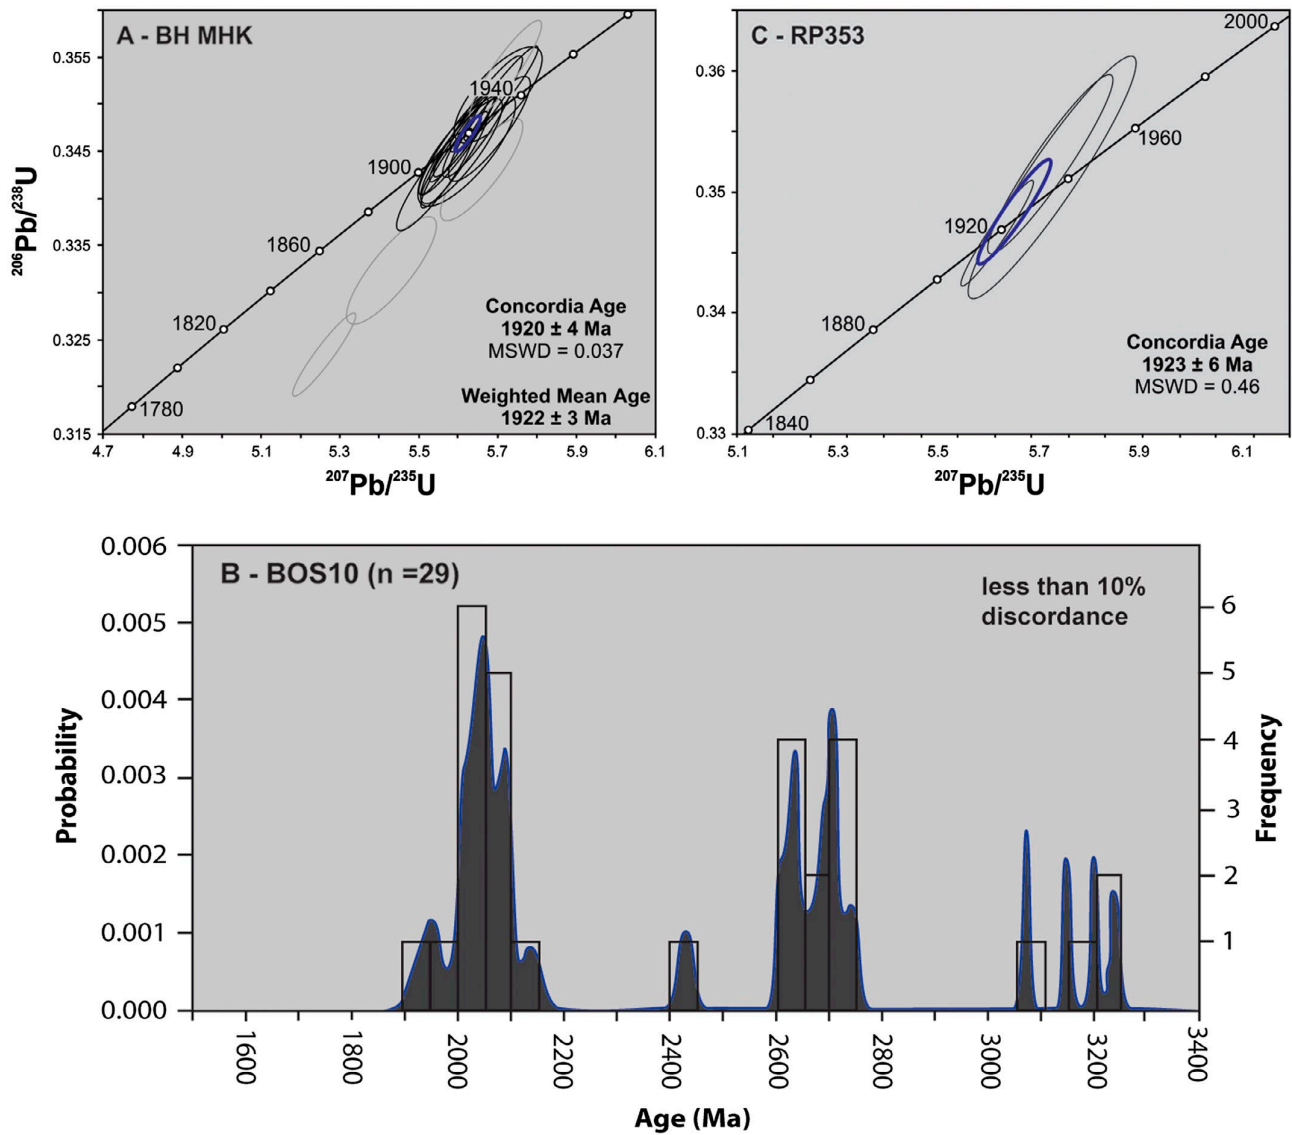 A - BH MHK
0.355
0.345
0.335
0.325
0.315
206Pb/238U
1940
1900
1860
1820
1780
Concordia Age
1920 ± 4 Ma
MSWD = 0.037
Weighted Mean Age
1922 ± 3 Ma
4.7 4.9 5.1 5.3 5.5 5.7 5.9 6.1
207Pb/235U
C - RP353
2000
1960
1920
1880
1840
0.36
0.35
0.34
0.33
Concordia Age
1923 ± 6 Ma
MSWD = 0.46
5.1 5.3 5.5 5.7 5.9 6.1
207Pb/235U
B - BOS10 (n =29)
less than 10%
discordance
0.006
0.005
0.004
0.003
0.002
0.001
0.000
Probability
6
5
4
3
2
1
Frequency
1600 1800 2000 2200 2400 2600 2800 3000 3200 3400
Age (Ma)